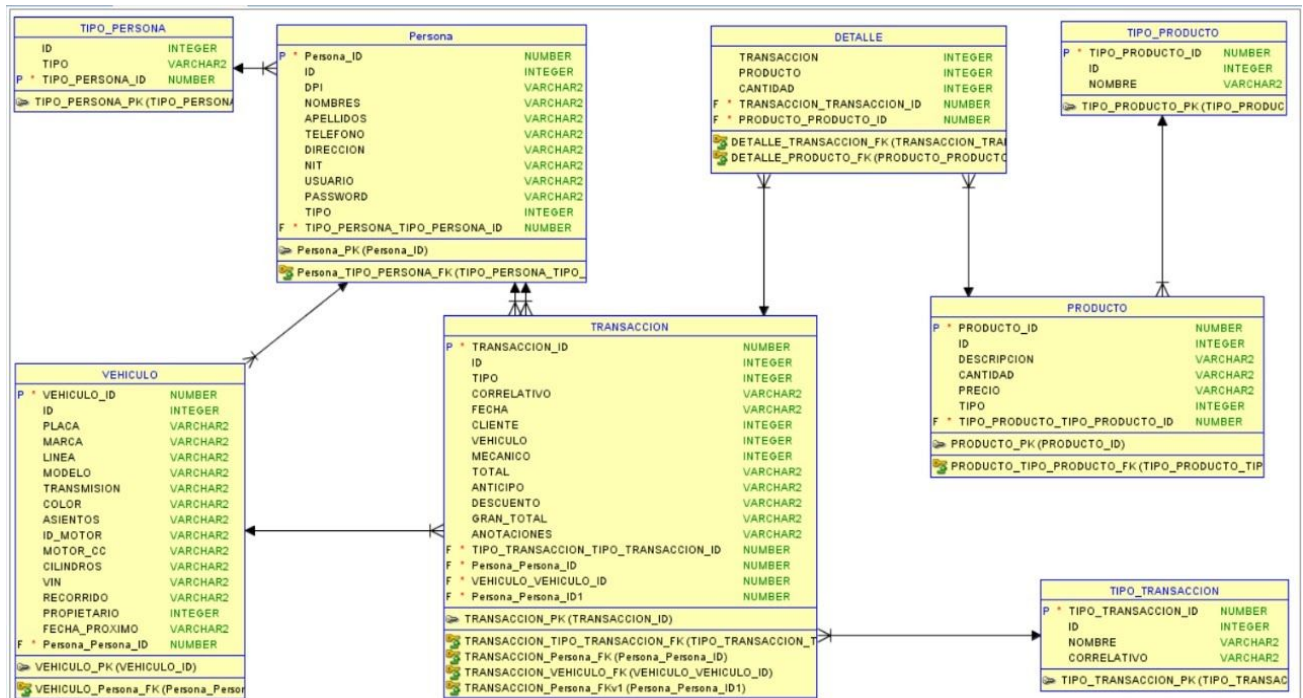 TIPO_PERSONA
ID INTEGER
TIPO VARCHAR2
P * TIPO_PERSONA_ID NUMBER
TIPO_PERSONA_PK (TIPO_PERSONA
Persona
P * Persona_ID NUMBER
ID INTEGER
DPI VARCHAR2
NOMBRES VARCHAR2
APELLIDOS VARCHAR2
TELEFONO VARCHAR2
DIRECCION VARCHAR2
NIT VARCHAR2
USUARIO VARCHAR2
PASSWORD VARCHAR2
TIPO INTEGER
F * TIPO_PERSONA_TIPO_PERSONA_ID NUMBER
Persona_PK (Persona_ID)
Persona_TIPO_PERSONA_FK (TIPO_PERSONA_TIPO_
DETALLE
TRANSACCION INTEGER
PRODUCTO INTEGER
CANTIDAD INTEGER
F * TRANSACCION_TRANSACCION_ID NUMBER
F * PRODUCTO_PRODUCTO_ID NUMBER
DETALLE_TRANSACCION_FK (TRANSACCION_TRA
DETALLE_PRODUCTO_FK (PRODUCTO_PRODUCTO
TIPO_PRODUCTO
P * TIPO_PRODUCTO_ID NUMBER
ID INTEGER
NOMBRE VARCHAR2
TIPO_PRODUCTO_PK (TIPO_PRODUC
VEHICULO
P * VEHICULO_ID NUMBER
ID INTEGER
PLACA VARCHAR2
MARCA VARCHAR2
LINEA VARCHAR2
MODELO VARCHAR2
TRANSMISION VARCHAR2
COLOR VARCHAR2
ASIENTOS VARCHAR2
ID_MOTOR VARCHAR2
MOTOR_CC VARCHAR2
CILINDROS VARCHAR2
VIN VARCHAR2
RECORRIDO VARCHAR2
PROPIETARIO INTEGER
FECHA_PROXIMO VARCHAR2
F * Persona_Persona_ID NUMBER
VEHICULO_PK (VEHICULO_ID)
VEHICULO_Persona_FK (Persona_Person
TRANSACCION
P * TRANSACCION_ID NUMBER
ID INTEGER
TIPO INTEGER
CORRELATIVO VARCHAR2
FECHA VARCHAR2
CLIENTE INTEGER
VEHICULO INTEGER
MECANICO INTEGER
TOTAL VARCHAR2
ANTICIPO VARCHAR2
DESCUENTO VARCHAR2
GRAN_TOTAL VARCHAR2
ANOTACIONES VARCHAR2
F * TIPO_TRANSACCION_TIPO_TRANSACCION_ID NUMBER
F * Persona_Persona_ID NUMBER
F * VEHICULO_VEHICULO_ID NUMBER
F * Persona_Persona_ID1 NUMBER
TRANSACCION_PK (TRANSACCION_ID)
TRANSACCION_TIPO_TRANSACCION_FK (TIPO_TRANSACCION_T
TRANSACCION_Persona_FK (Persona_Persona_ID)
TRANSACCION_VEHICULO_FK (VEHICULO_VEHICULO_ID)
TRANSACCION_Persona_FKv1 (Persona_Persona_ID1)
PRODUCTO
P * PRODUCTO_ID NUMBER
ID INTEGER
DESCRIPCION VARCHAR2
CANTIDAD VARCHAR2
PRECIO VARCHAR2
TIPO INTEGER
F * TIPO_PRODUCTO_TIPO_PRODUCTO_ID NUMBER
PRODUCTO_PK (PRODUCTO_ID)
PRODUCTO_TIPO_PRODUCTO_FK (TIPO_PRODUCTO_TIP
TIPO_TRANSACCION
P * TIPO_TRANSACCION_ID NUMBER
ID INTEGER
NOMBRE VARCHAR2
CORRELATIVO VARCHAR2
TIPO_TRANSACCION_PK (TIPO_TRANSAC